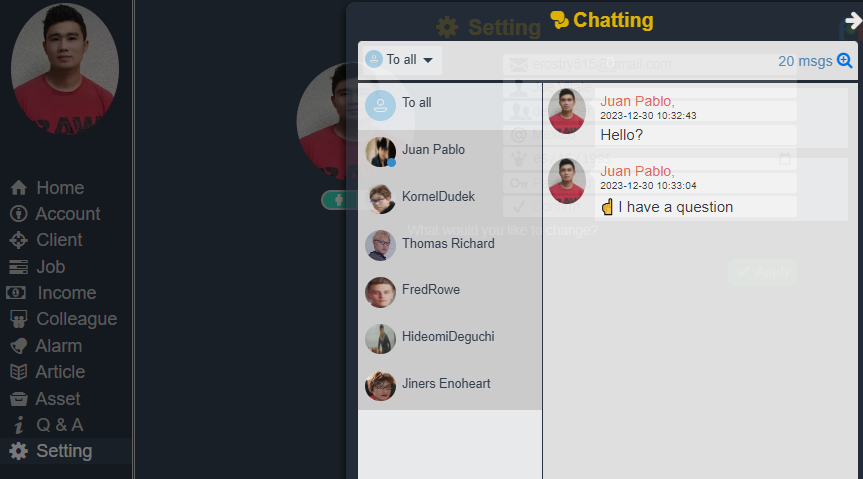 Home
Account
Client
Job
Income
Colleague
Alarm
Article
Asset
Q & A
Setting
Setting
Chatting
To all
20 msgs
To all
Juan Pablo
KornelDudek
Thomas Richard
FredRowe
HideomiDeguchi
Jiners Enoheart
Juan Pablo,
2023-12-30 10:32:43
Hello?
Juan Pablo,
2023-12-30 10:33:04
☝I have a question
What would you like to change?
Apply